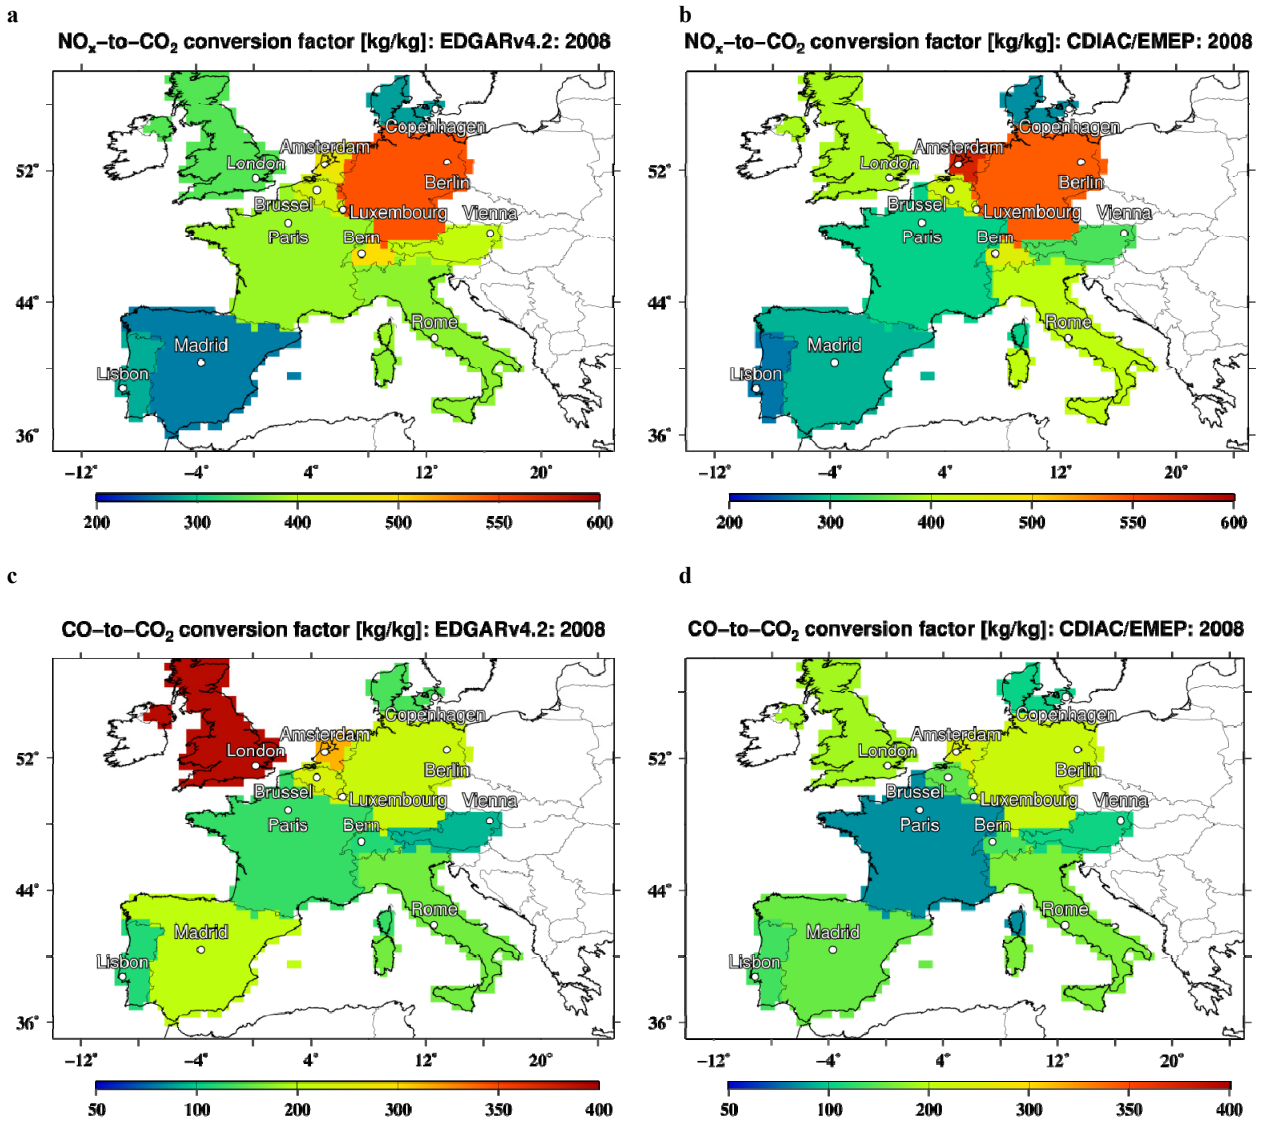 a
NOx−to−CO2 conversion factor [kg/kg]: EDGARv4.2: 2008
52°
44°
36°
Copenhagen
Amsterdam
London
Berlin
Brussel
Luxembourg
Vienna
Paris
Bern
Rome
Madrid
Lisbon
−12°
−4°
4°
12°
20°
200
300
400
500
550
600
b
NOx−to−CO2 conversion factor [kg/kg]: CDIAC/EMEP: 2008
52°
44°
36°
Copenhagen
Amsterdam
London
Berlin
Brussel
Luxembourg
Vienna
Paris
Bern
Rome
Madrid
Lisbon
−12°
−4°
4°
12°
20°
200
300
400
500
550
600
c
CO−to−CO2 conversion factor [kg/kg]: EDGARv4.2: 2008
52°
44°
36°
Copenhagen
Amsterdam
London
Berlin
Brussel
Luxembourg
Vienna
Paris
Bern
Rome
Madrid
Lisbon
−12°
−4°
4°
12°
20°
50
100
200
300
350
400
d
CO−to−CO2 conversion factor [kg/kg]: CDIAC/EMEP: 2008
52°
44°
36°
Copenhagen
Amsterdam
London
Berlin
Brussel
Luxembourg
Vienna
Paris
Bern
Rome
Madrid
Lisbon
−12°
−4°
4°
12°
20°
50
100
200
300
350
400